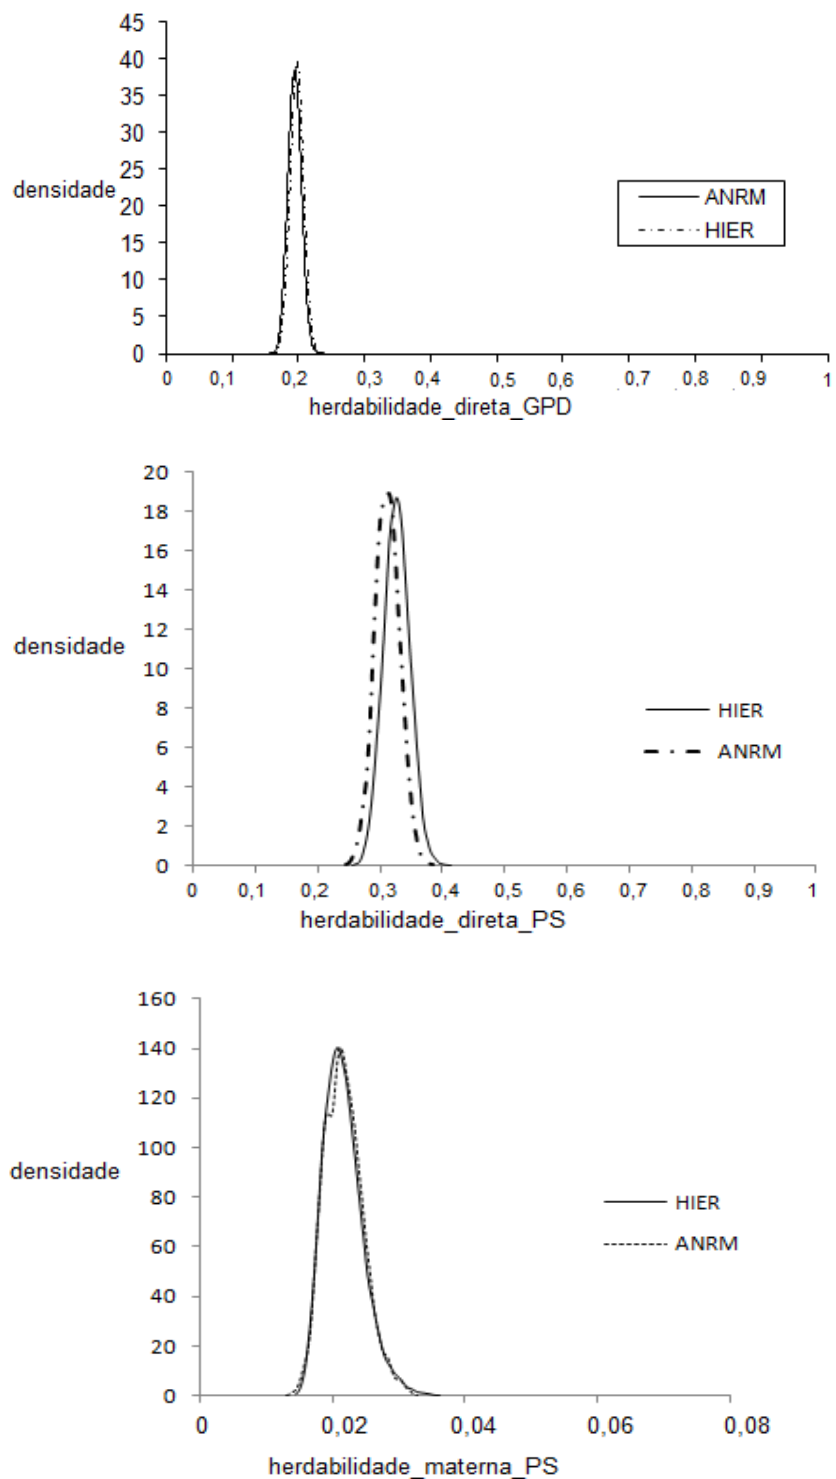 45
40
35
30
25
20
15
10
5
0
densidade
ANRM
HIER
0 0,1 0,2 0,3 0,4 0,5 0,6 0,7 0,8 0,9 1
herdabilidade_direta_GPD
20
18
16
14
12
10
8
6
4
2
0
densidade
HIER
ANRM
0 0,1 0,2 0,3 0,4 0,5 0,6 0,7 0,8 0,9 1
herdabilidade_direta_PS
160
140
120
100
80
60
40
20
0
densidade
HIER
ANRM
0 0,02 0,04 0,06 0,08
herdabilidade_materna_PS